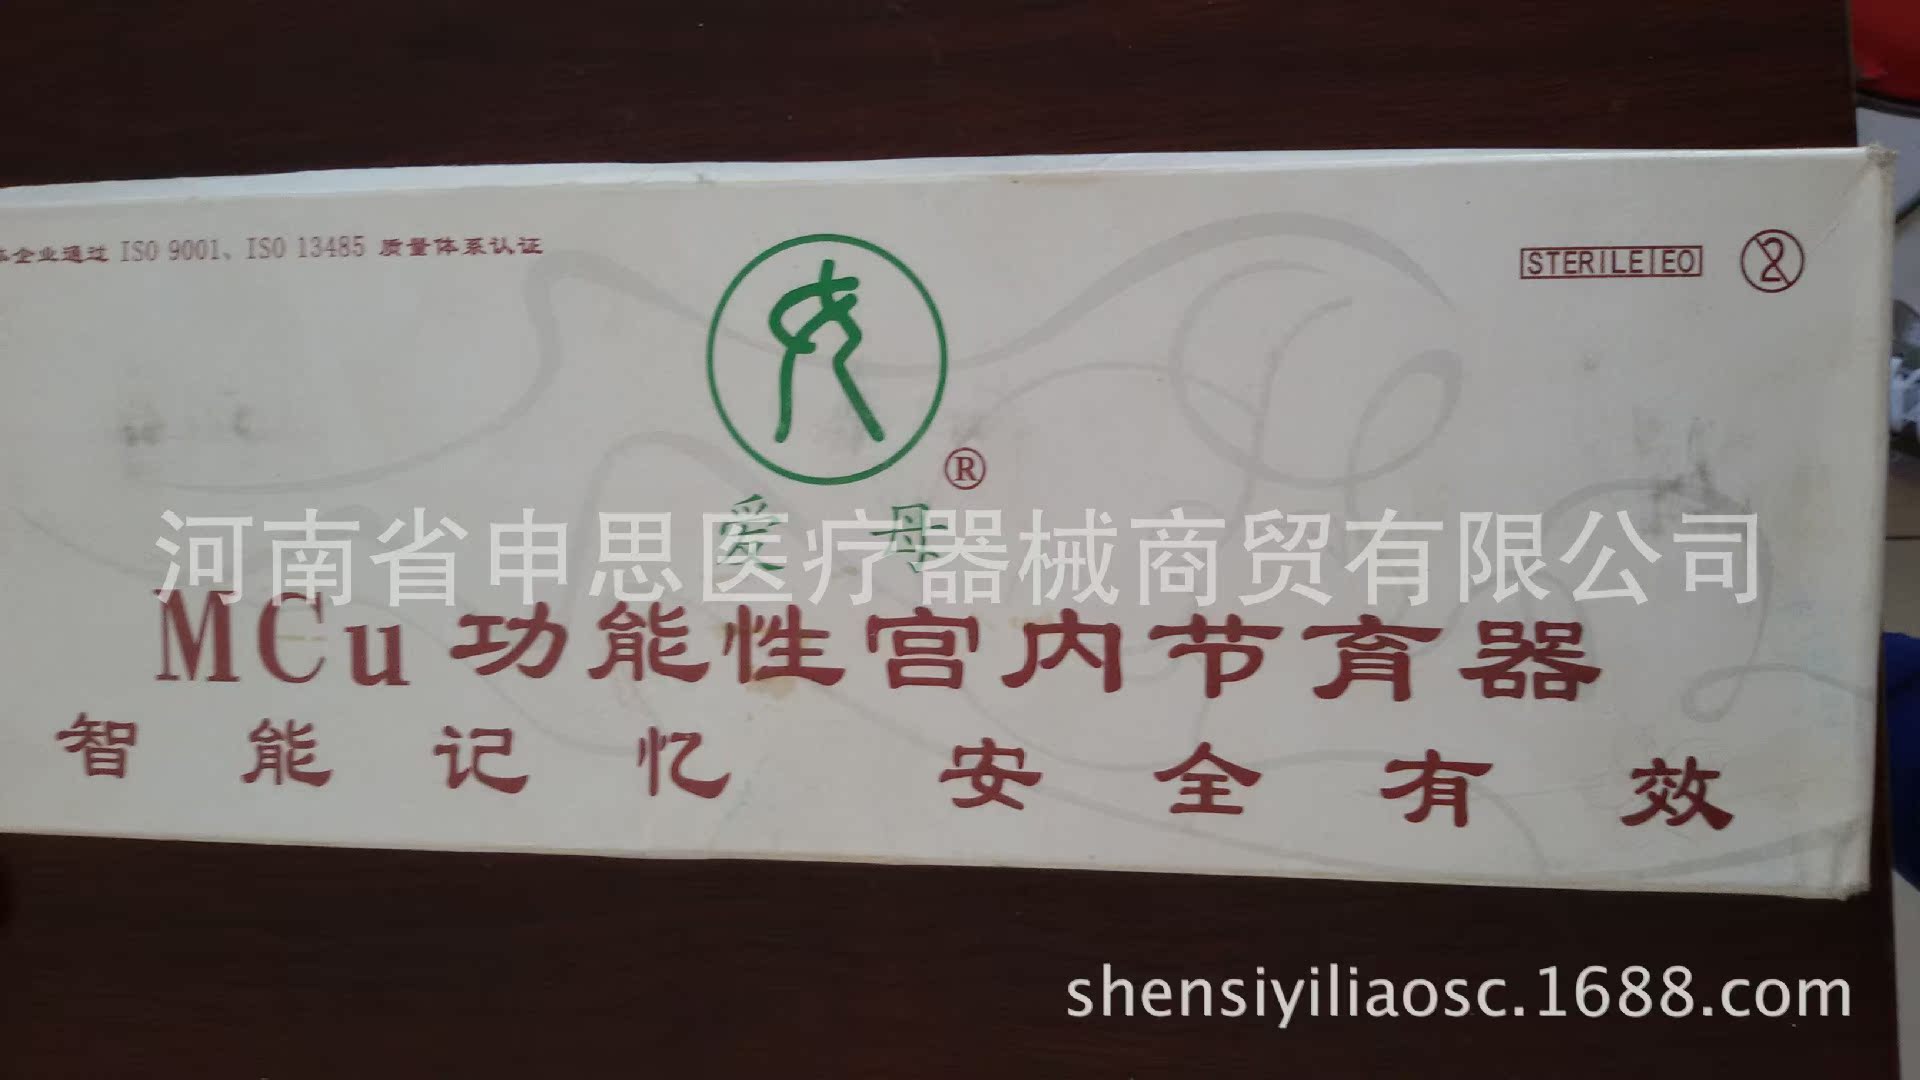 企业通过 ISO 9001、ISO 13485 质量体系认证
STERILE EO
2
®
爱 母
河南省申思医疗器械商贸有限公司
MCu 功能性宫内节育器
智 能 记 忆 安 全 有 效
shensiyiliaosc.1688.com